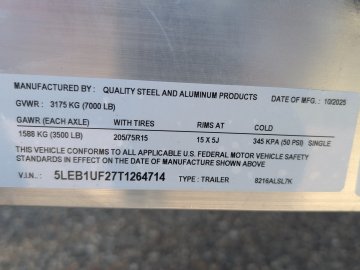 MANUFACTURED BY : QUALITY STEEL AND ALUMINUM PRODUCTS DATE OF MFG. : 10/2025
GVWR : 3175 KG (7000 LB)
GAWR (EACH AXLE) WITH TIRES RIMS AT COLD
1588 KG (3500 LB) 205/75R15 15 X 5J 345 KPA (50 PSI) SINGLE
THIS TRAILER CONFORMS TO ALL APPLICABLE U.S. FEDERAL MOTOR VEHICLE SAFETY
STANDARDS IN EFFECT ON THE DATE OF MANUFACTURE SHOWN ABOVE
V.I.N.: 5LEB1UF27T1264714 TYPE : TRAILER 8216ALSL7K